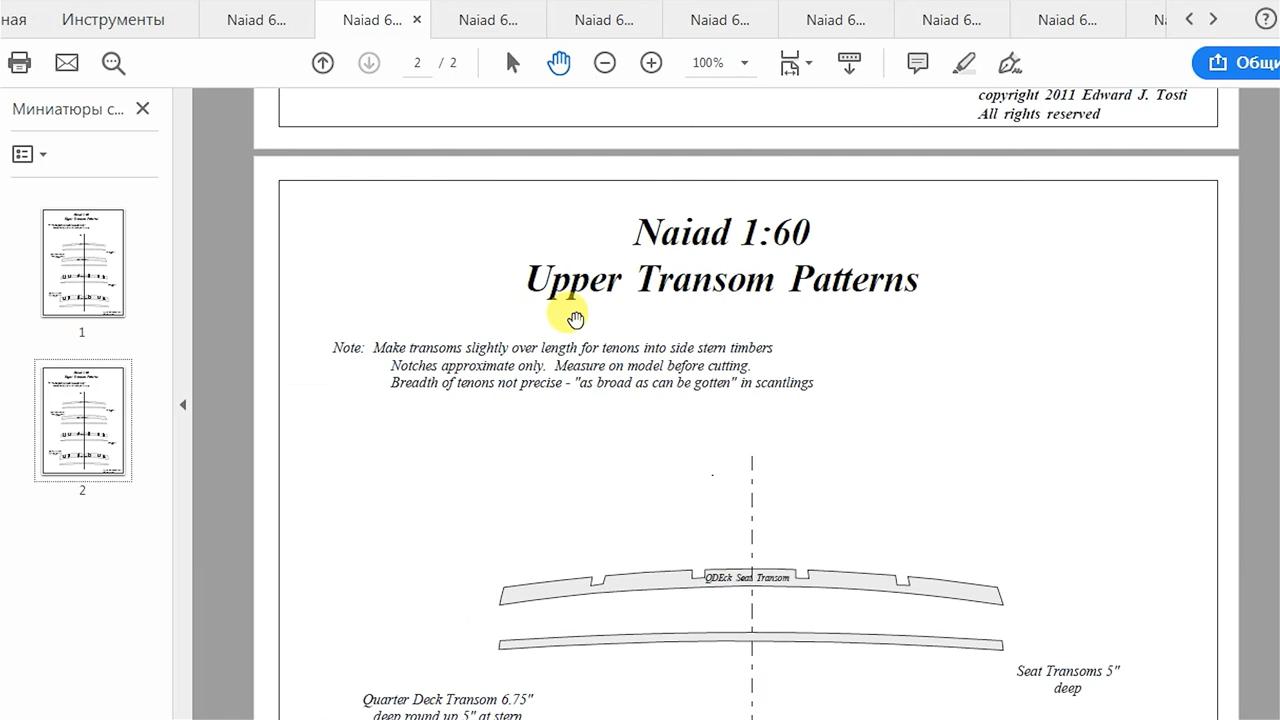 ная Инструменты Naiad 6... Naiad 6... Naiad 6... Naiad 6... Naiad 6... Naiad 6... Naiad 6... Naiad 6...
2 / 2 100% Общи
Миниатюры с...
1
2
copyright 2011 Edward J. Tosti
All rights reserved
Naiad 1:60
Upper Transom Patterns
Note: Make transoms slightly over length for tenons into side stern timbers
Notches approximate only. Measure on model before cutting.
Breadth of tenons not precise - "as broad as can be gotten" in scantlings
QDEck Seat Transom
Seat Transoms 5"
deep
Quarter Deck Transom 6.75"
deep round up 5" at stern